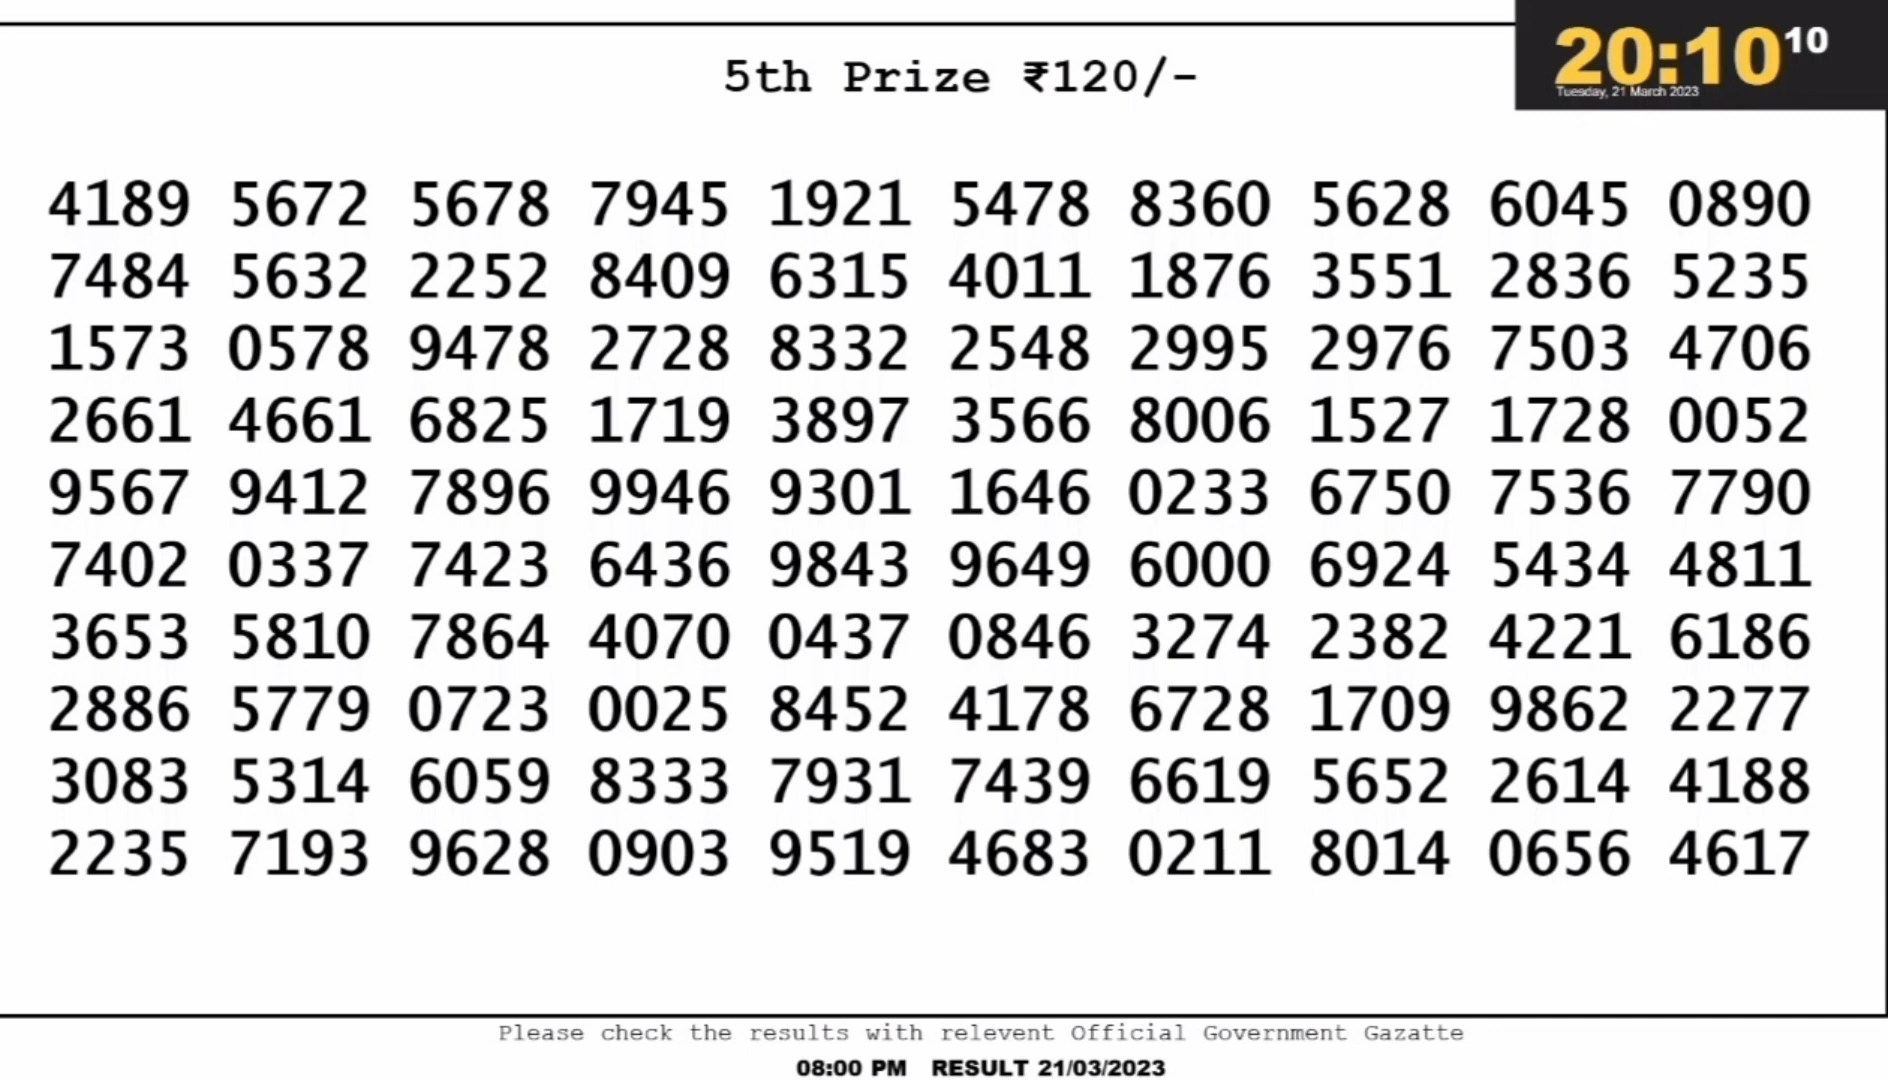 20:10 10
Tuesday, 21 March 2023
5th Prize ₹120/-
4189 5672 5678 7945 1921 5478 8360 5628 6045 0890
7484 5632 2252 8409 6315 4011 1876 3551 2836 5235
1573 0578 9478 2728 8332 2548 2995 2976 7503 4706
2661 4661 6825 1719 3897 3566 8006 1527 1728 0052
9567 9412 7896 9946 9301 1646 0233 6750 7536 7790
7402 0337 7423 6436 9843 9649 6000 6924 5434 4811
3653 5810 7864 4070 0437 0846 3274 2382 4221 6186
2886 5779 0723 0025 8452 4178 6728 1709 9862 2277
3083 5314 6059 8333 7931 7439 6619 5652 2614 4188
2235 7193 9628 0903 9519 4683 0211 8014 0656 4617
Please check the results with relevent Official Government Gazatte
08:00 PM RESULT 21/03/2023